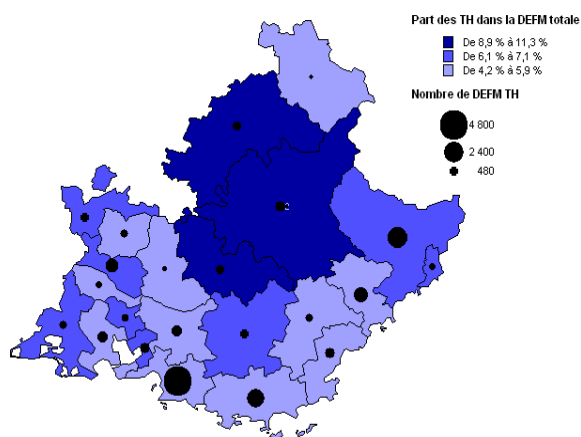 Part des TH dans la DEFM totale
De 8,9 % à 11,3 %
De 6,1 % à 7,1 %
De 4,2 % à 5,9 %
Nombre de DEFM TH
4 800
2 400
480